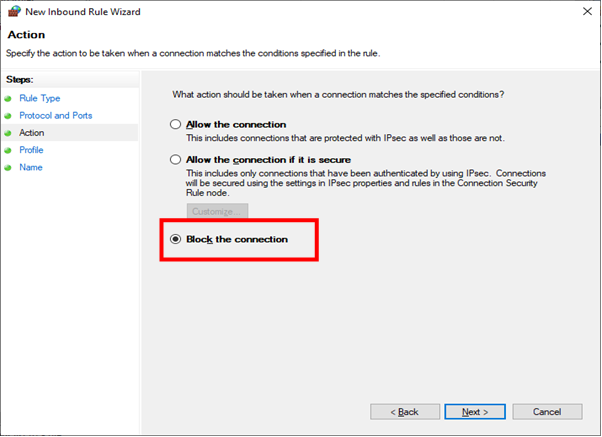 New Inbound Rule Wizard
Action
Specify the action to be taken when a connection matches the conditions specified in the rule.
Steps:
Rule Type
Protocol and Ports
Action
Profile
Name
What action should be taken when a connection matches the specified conditions?
Allow the connection
This includes connections that are protected with IPsec as well as those are not.
Allow the connection if it is secure
This includes only connections that have been authenticated by using IPsec. Connections
will be secured using the settings in IPsec properties and rules in the Connection Security
Rule node.
Customize...
Block the connection
< Back
Next >
Cancel